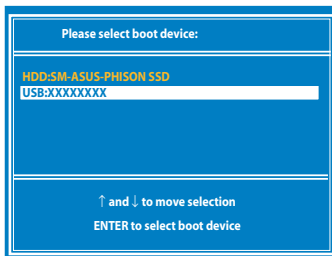 Please select boot device:
HDD:SM-ASUS-PHISON SSD
USB:XXXXXXXX
↑ and ↓ to move selection
ENTER to select boot device